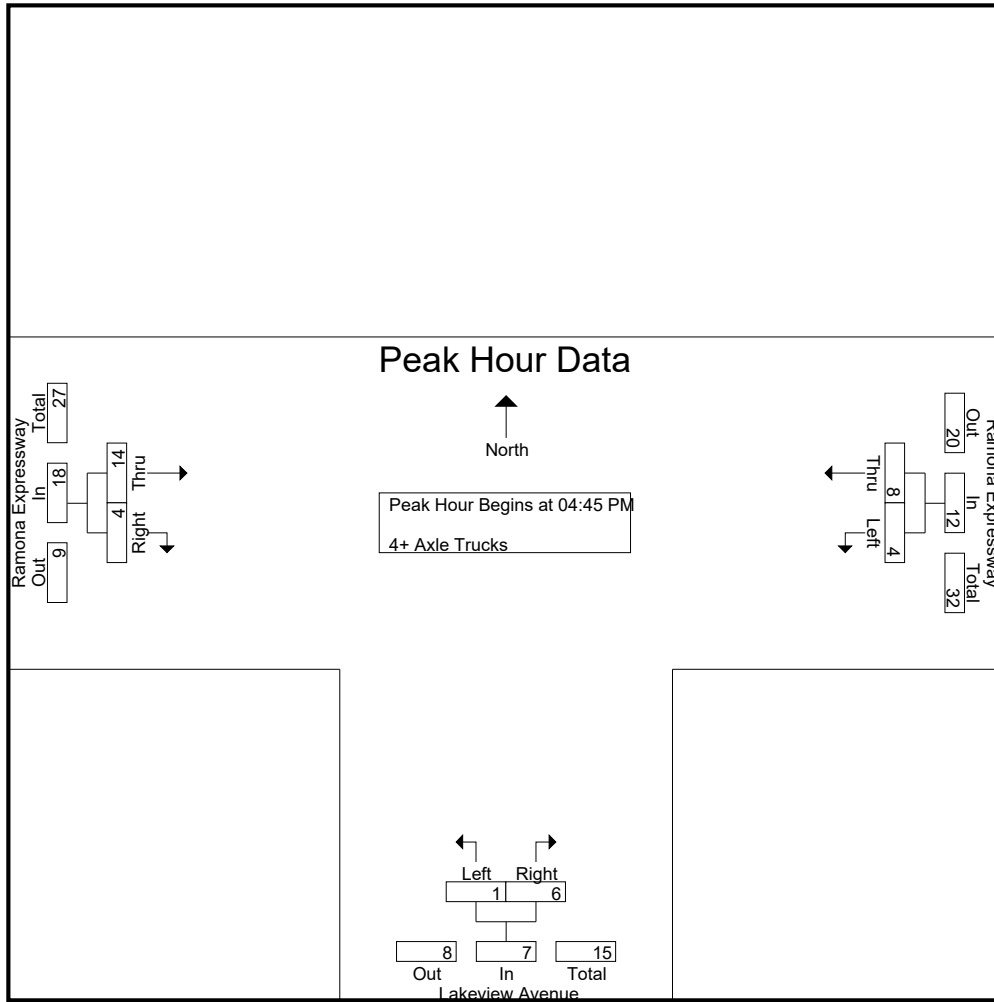 Peak Hour Data
North
Peak Hour Begins at 04:45 PM
4+ Axle Trucks
Ramona Expressway
Total
27
In
18
Out
9
14
Thru
4
Right
Ramona Expressway
Out
20
In
12
Total
32
Thru
8
Left
4
Left Right
1 6
8 7 15
Out In Total
Lakeview Avenue